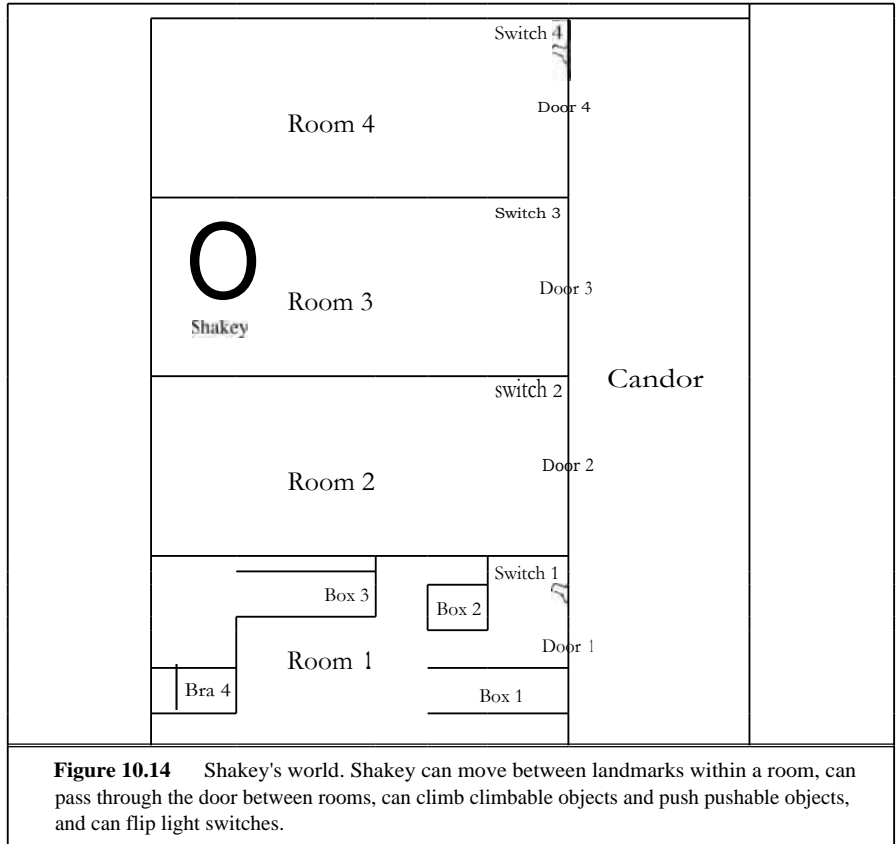 Switch 4
Door 4
Room 4
Switch 3
Door 3
Room 3
Shakey
switch 2
Candor
Door 2
Room 2
Switch 1
Box 3
Box 2
Door 1
Room 1
Bra 4
Box 1
Figure 10.14 Shakey's world. Shakey can move between landmarks within a room, can
pass through the door between rooms, can climb climbable objects and push pushable objects,
and can flip light switches.